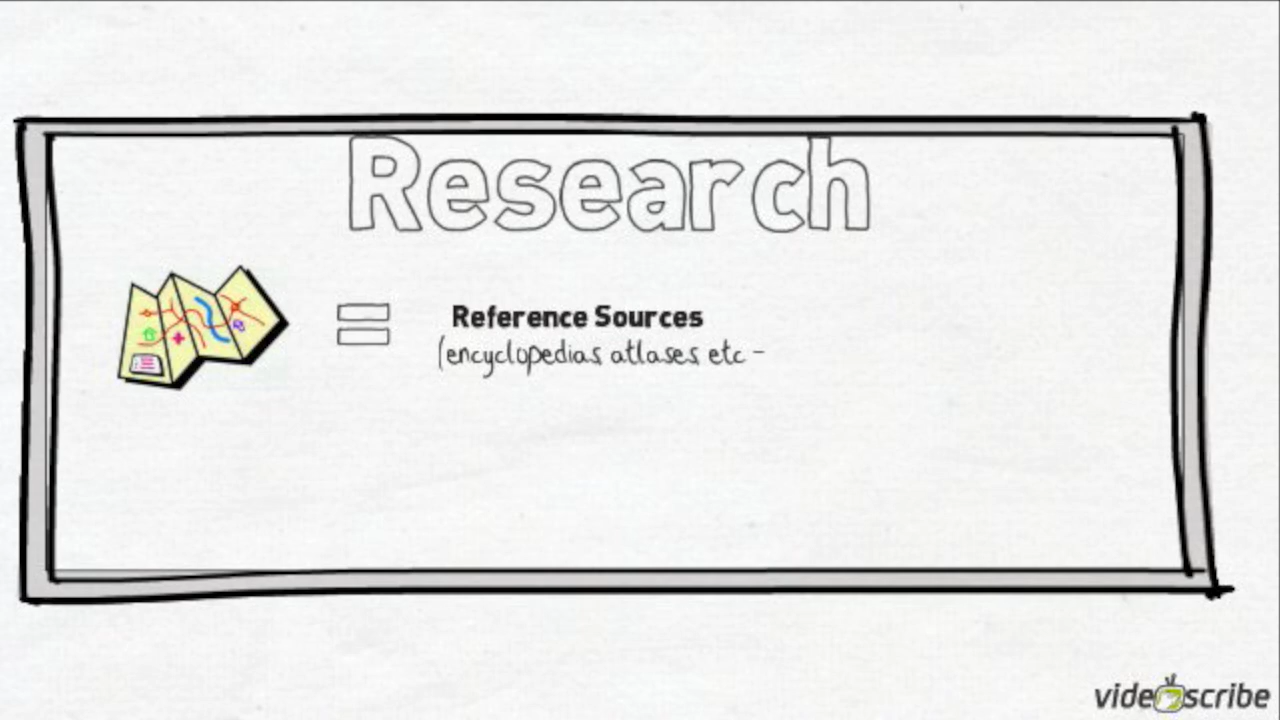 Research
=
Reference Sources
(encyclopedias atlases etc -
videoscribe